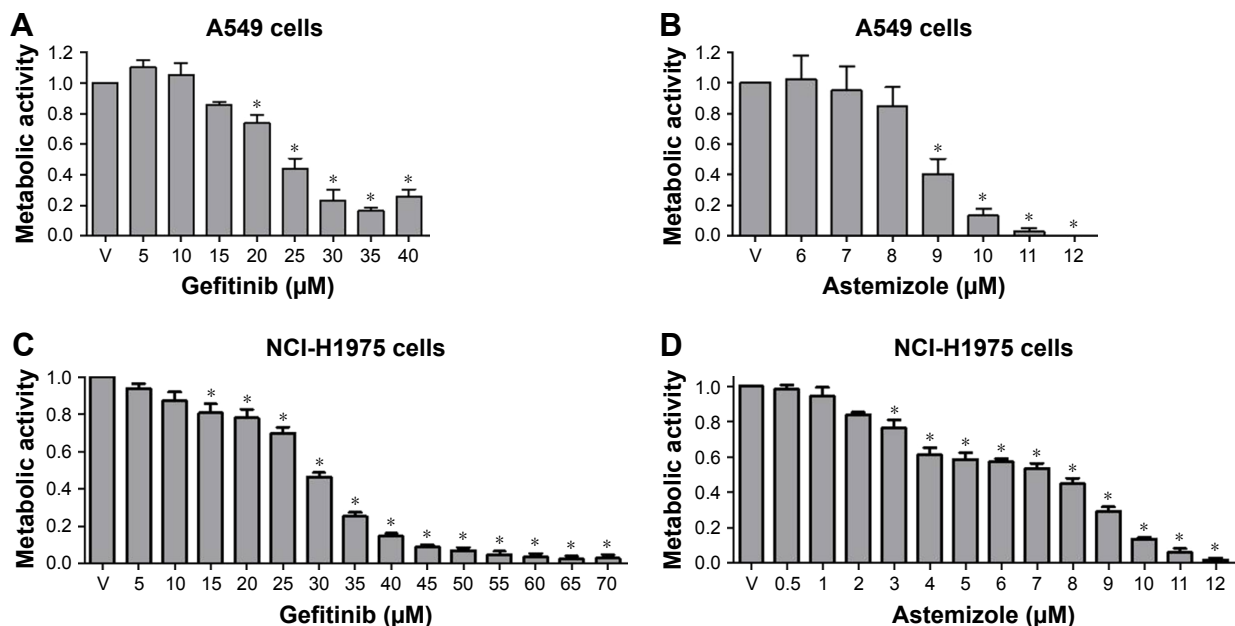 A
A549 cells
Metabolic activity
1.2
1.0
0.8
0.6
0.4
0.2
0.0
* * * * *
V 5 10 15 20 25 30 35 40
Gefitinib (µM)
B
A549 cells
Metabolic activity
1.2
1.0
0.8
0.6
0.4
0.2
0.0
* * * *
V 6 7 8 9 10 11 12
Astemizole (µM)
C
NCI-H1975 cells
Metabolic activity
1.0
0.8
0.6
0.4
0.2
0.0
* * * * * * * * * * * *
V 5 10 15 20 25 30 35 40 45 50 55 60 65 70
Gefitinib (µM)
D
NCI-H1975 cells
Metabolic activity
1.0
0.8
0.6
0.4
0.2
0.0
* * * * * * * * * *
V 0.5 1 2 3 4 5 6 7 8 9 10 11 12
Astemizole (µM)